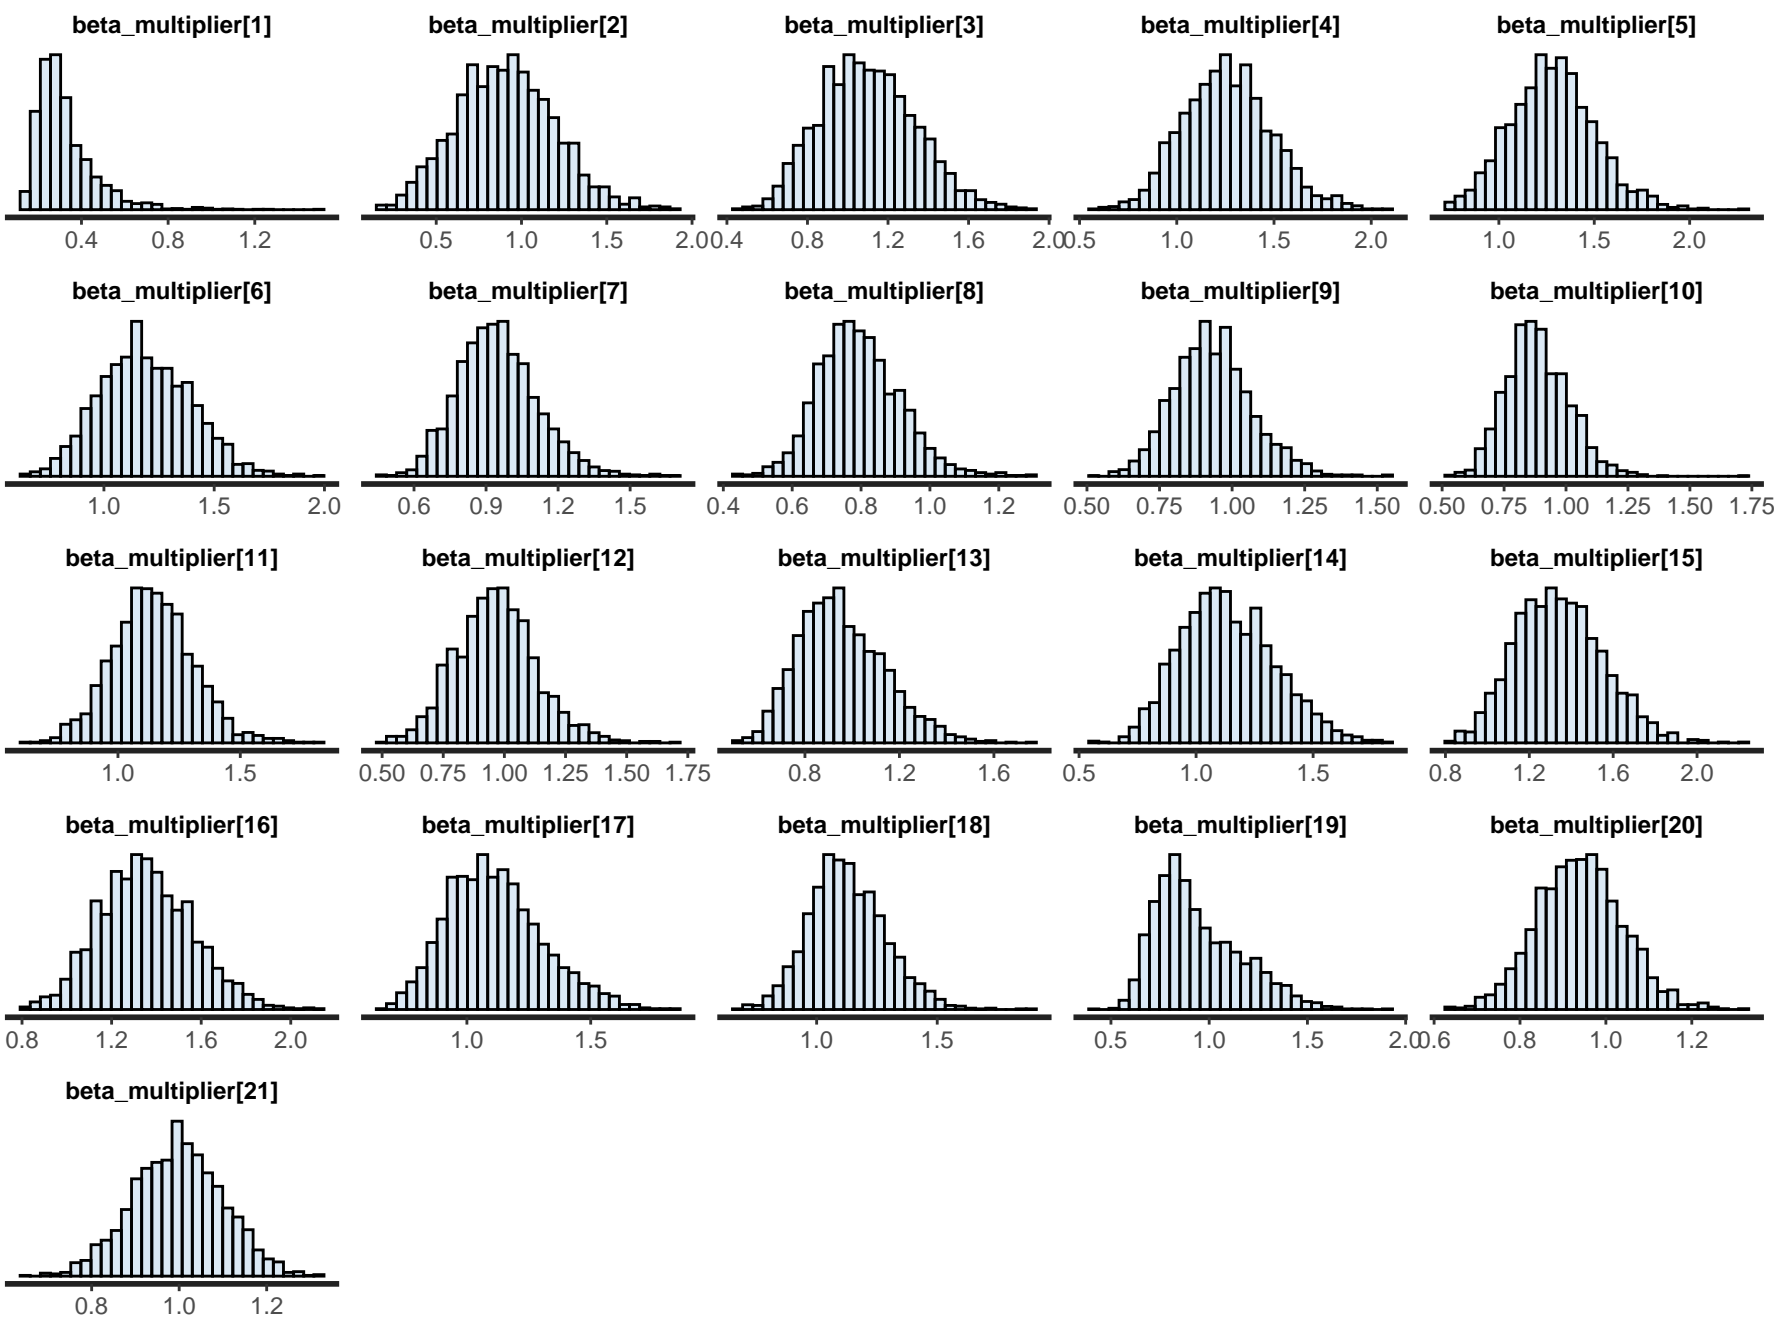 beta_multiplier[1] beta_multiplier[2] beta_multiplier[3] beta_multiplier[4] beta_multiplier[5]
0.4 0.8 1.2 0.5 1.0 1.5 2.0 0.4 0.8 1.2 1.6 2.0 0.5 1.0 1.5 2.0 1.0 1.5 2.0
beta_multiplier[6] beta_multiplier[7] beta_multiplier[8] beta_multiplier[9] beta_multiplier[10]
1.0 1.5 2.0 0.6 0.9 1.2 1.5 0.4 0.6 0.8 1.0 1.2 0.50 0.75 1.00 1.25 1.50 0.50 0.75 1.00 1.25 1.50 1.75
beta_multiplier[11] beta_multiplier[12] beta_multiplier[13] beta_multiplier[14] beta_multiplier[15]
1.0 1.5 0.50 0.75 1.00 1.25 1.50 1.75 0.8 1.2 1.6 0.5 1.0 1.5 0.8 1.2 1.6 2.0
beta_multiplier[16] beta_multiplier[17] beta_multiplier[18] beta_multiplier[19] beta_multiplier[20]
0.8 1.2 1.6 2.0 1.0 1.5 1.0 1.5 0.5 1.0 1.5 2.0 0.6 0.8 1.0 1.2
beta_multiplier[21]
0.8 1.0 1.2